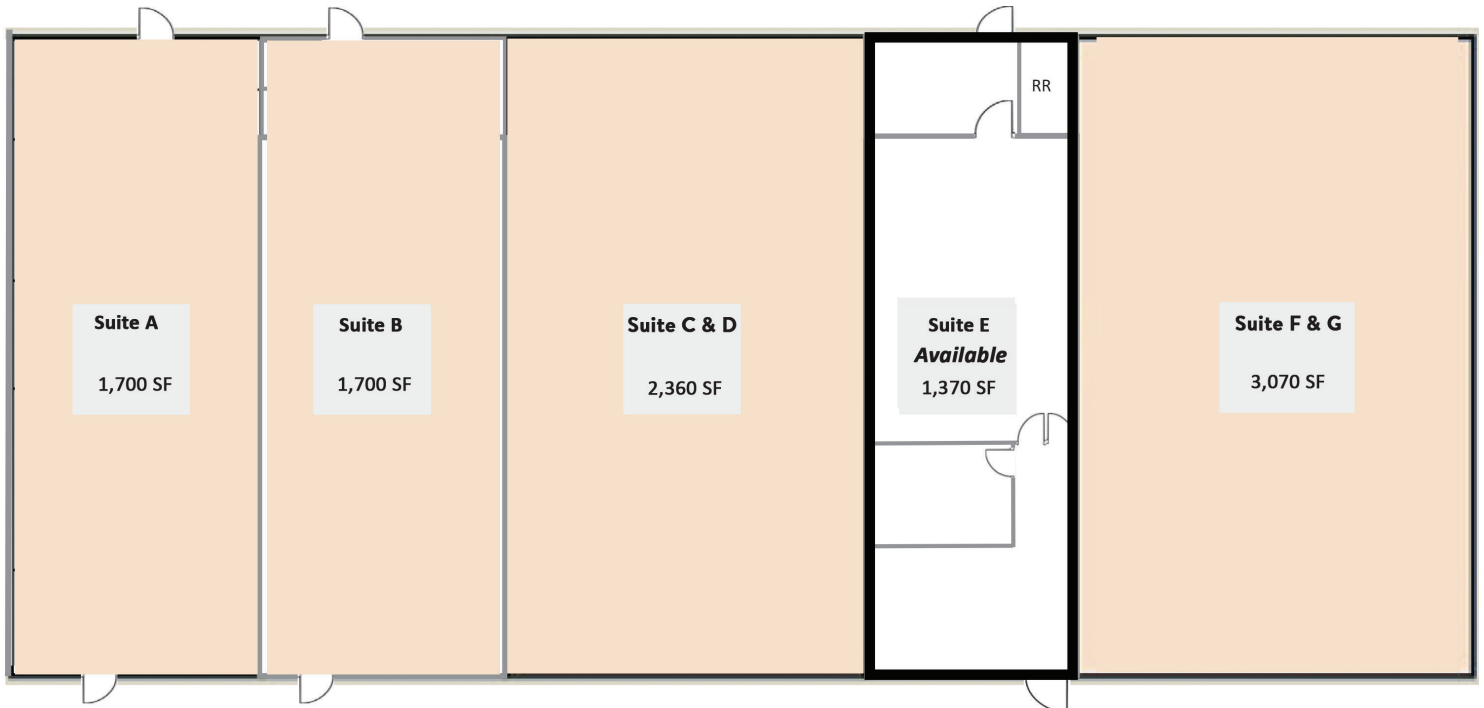 RR
Suite A
1,700 SF
Suite B
1,700 SF
Suite C & D
2,360 SF
Suite E
Available
1,370 SF
Suite F & G
3,070 SF